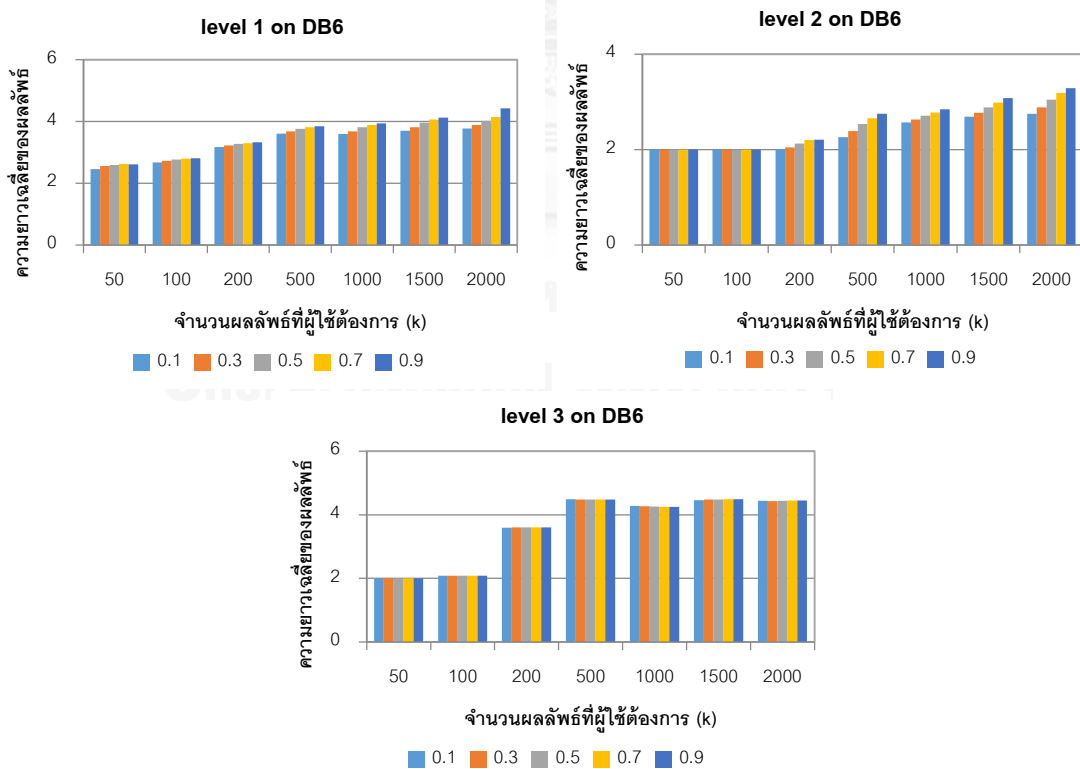 level 1 on DB6
ความยาวเฉลี่ยของผลลัพธ์
6
4
2
0
50 100 200 500 1000 1500 2000
จำนวนผลลัพธ์ที่ผู้ใช้ต้องการ (k)
0.1 0.3 0.5 0.7 0.9
level 2 on DB6
ความยาวเฉลี่ยของผลลัพธ์
4
2
0
50 100 200 500 1000 1500 2000
จำนวนผลลัพธ์ที่ผู้ใช้ต้องการ (k)
0.1 0.3 0.5 0.7 0.9
level 3 on DB6
ความยาวเฉลี่ยของผลลัพธ์
6
4
2
0
50 100 200 500 1000 1500 2000
จำนวนผลลัพธ์ที่ผู้ใช้ต้องการ (k)
0.1 0.3 0.5 0.7 0.9